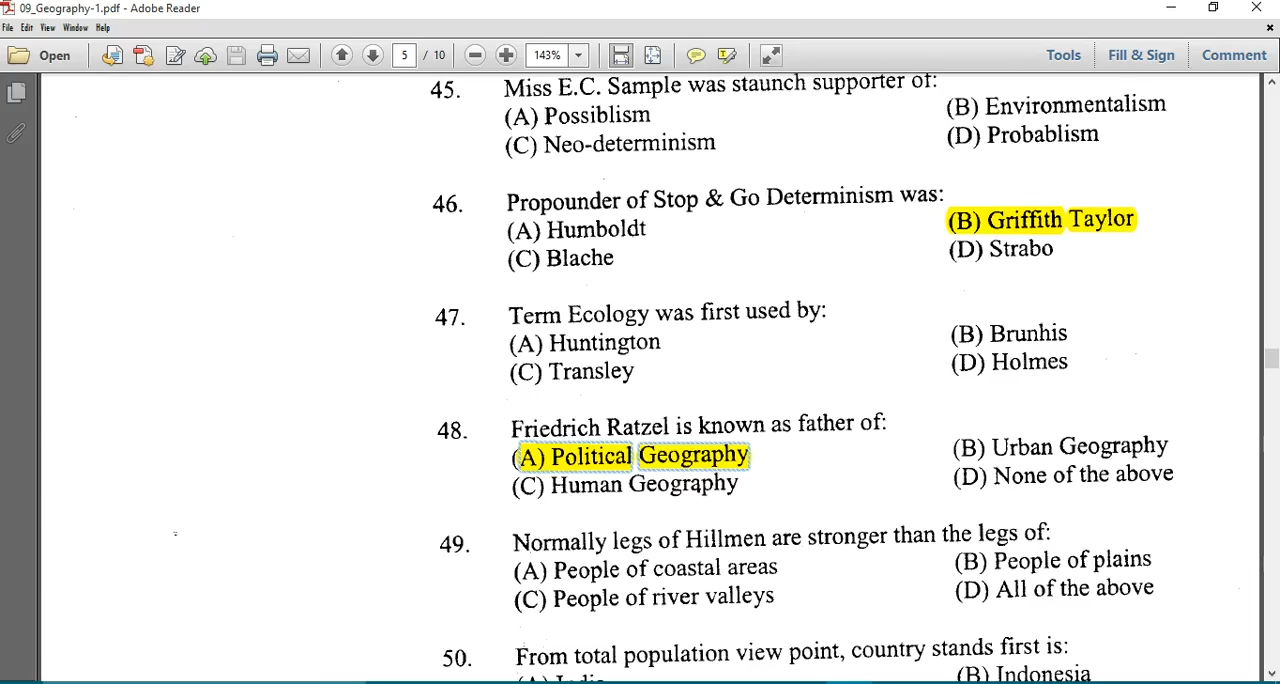 09_Geography-1.pdf - Adobe Reader
File Edit View Window Help
Open 5 / 10 143% Tools Fill & Sign Comment
45. Miss E.C. Sample was staunch supporter of:
(A) Possiblism (B) Environmentalism
(C) Neo-determinism (D) Probablism
46. Propounder of Stop & Go Determinism was:
(A) Humboldt (B) Griffith Taylor
(C) Blache (D) Strabo
47. Term Ecology was first used by:
(A) Huntington (B) Brunhis
(C) Transley (D) Holmes
48. Friedrich Ratzel is known as father of:
(A) Political Geography (B) Urban Geography
(C) Human Geography (D) None of the above
49. Normally legs of Hillmen are stronger than the legs of:
(A) People of coastal areas (B) People of plains
(C) People of river valleys (D) All of the above
50. From total population view point, country stands first is:
(A) India (B) Indonesia